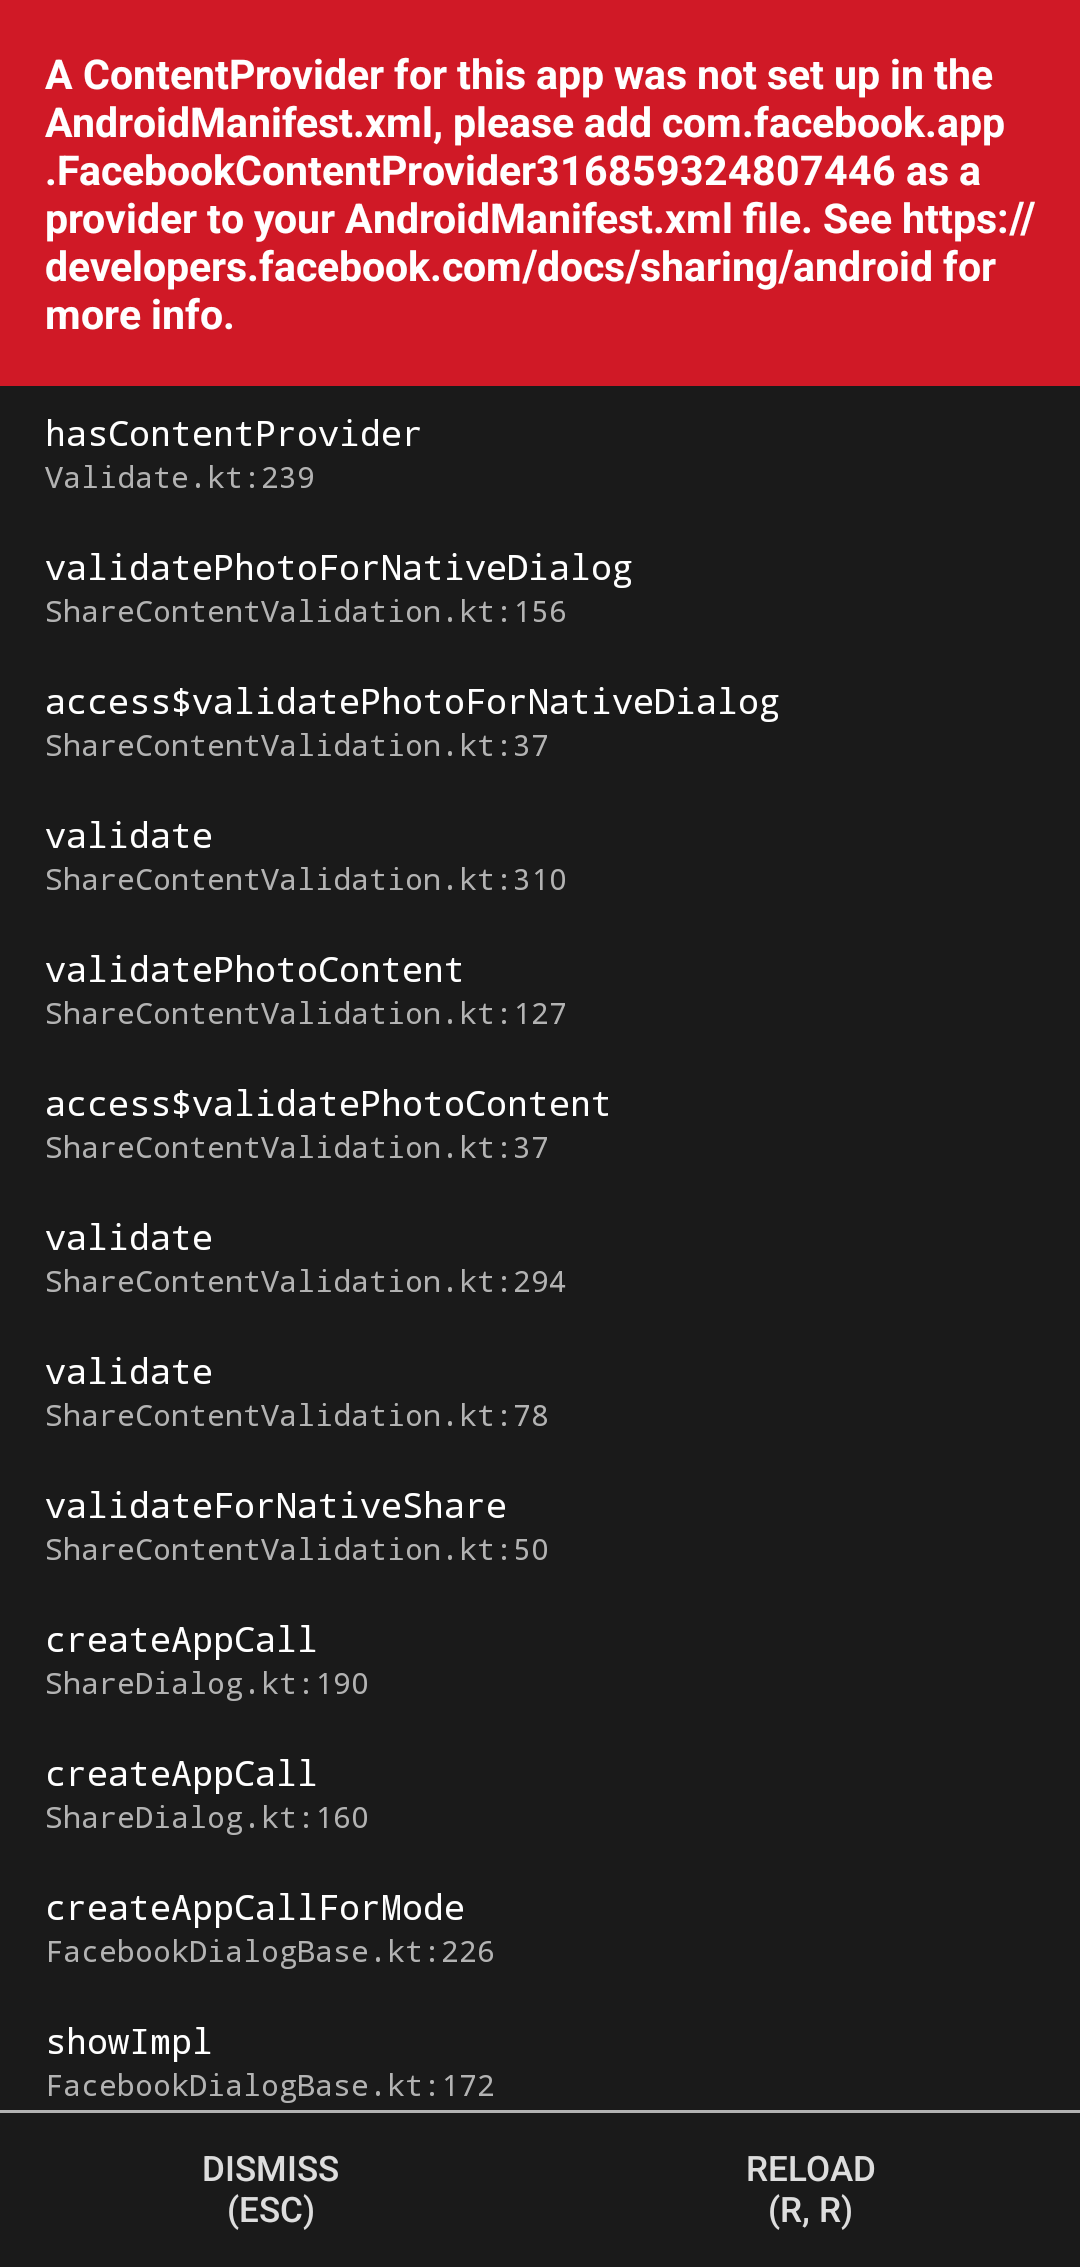 A ContentProvider for this app was not set up in the
AndroidManifest.xml, please add com.facebook.app
.FacebookContentProvider316859324807446 as a
provider to your AndroidManifest.xml file. See https://
developers.facebook.com/docs/sharing/android for
more info.
hasContentProvider
Validate.kt:239
validatePhotoForNativeDialog
ShareContentValidation.kt:156
access$validatePhotoForNativeDialog
ShareContentValidation.kt:37
validate
ShareContentValidation.kt:310
validatePhotoContent
ShareContentValidation.kt:127
access$validatePhotoContent
ShareContentValidation.kt:37
validate
ShareContentValidation.kt:294
validate
ShareContentValidation.kt:78
validateForNativeShare
ShareContentValidation.kt:50
createAppCall
ShareDialog.kt:190
createAppCall
ShareDialog.kt:160
createAppCallForMode
FacebookDialogBase.kt:226
showImpl
FacebookDialogBase.kt:172
DISMISS
(ESC)
RELOAD
(R, R)